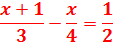 (x + 1)/3 − x/4 = 1/2